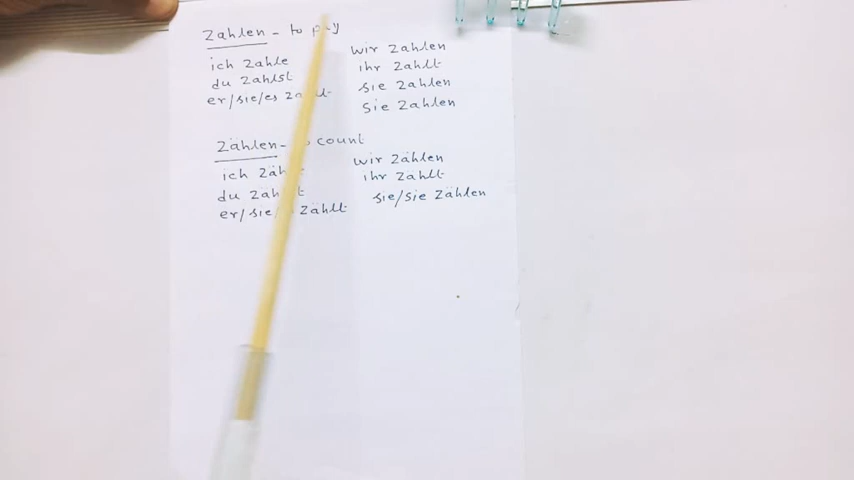 Zahlen - to
ich Zahle
du Zahlst
er/sie/es
wir Zahlen
ihr Zahlt
sie Zahlen
Sie Zahlen
Zählen - count
ich
du
er/sie/ Zählt
wir Zählen
ihr Zählt
sie/Sie Zählen